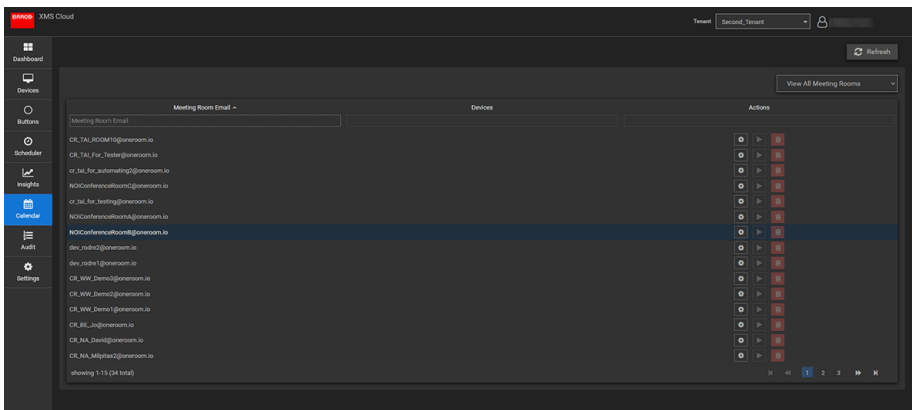 BARCO XMS Cloud
Tenant Second_Tenant
Dashboard
Refresh
Devices
View All Meeting Rooms
Buttons
Meeting Room Email Devices Actions
Meeting Room Email
Scheduler
CR_TAI_ROOM10@oneroom.io
CR_TAI_For_Tester@oneroom.io
cr_tai_for_automating2@oneroom.io
Insights
NOIConferenceRoomC@oneroom.io
cr_tai_for_testing@oneroom.io
Calendar
NOIConferenceRoomA@oneroom.io
NOIConferenceRoomB@oneroom.io
Audit
dev_rodre2@oneroom.io
dev_rodre1@oneroom.io
Settings
CR_WW_Demo3@oneroom.io
CR_WW_Demo2@oneroom.io
CR_WW_Demo1@oneroom.io
CR_BE_Jo@oneroom.io
CR_NA_David@oneroom.io
CR_NA_Milpitas2@oneroom.io
showing 1-15 (34 total) 1 2 3